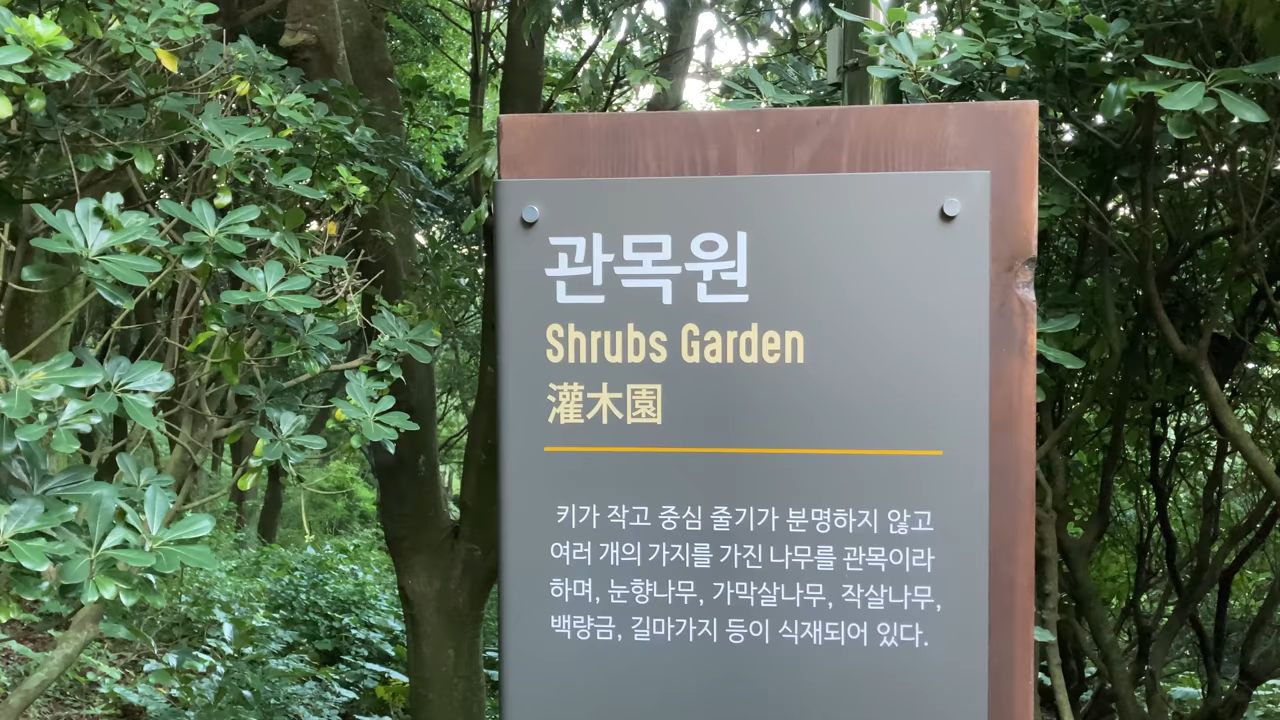 관목원
Shrubs Garden
灌木園
키가 작고 중심 줄기가 분명하지 않고
여러 개의 가지를 가진 나무를 관목이라
하며, 눈향나무, 가막살나무, 작살나무,
백량금, 길마가지 등이 식재되어 있다.